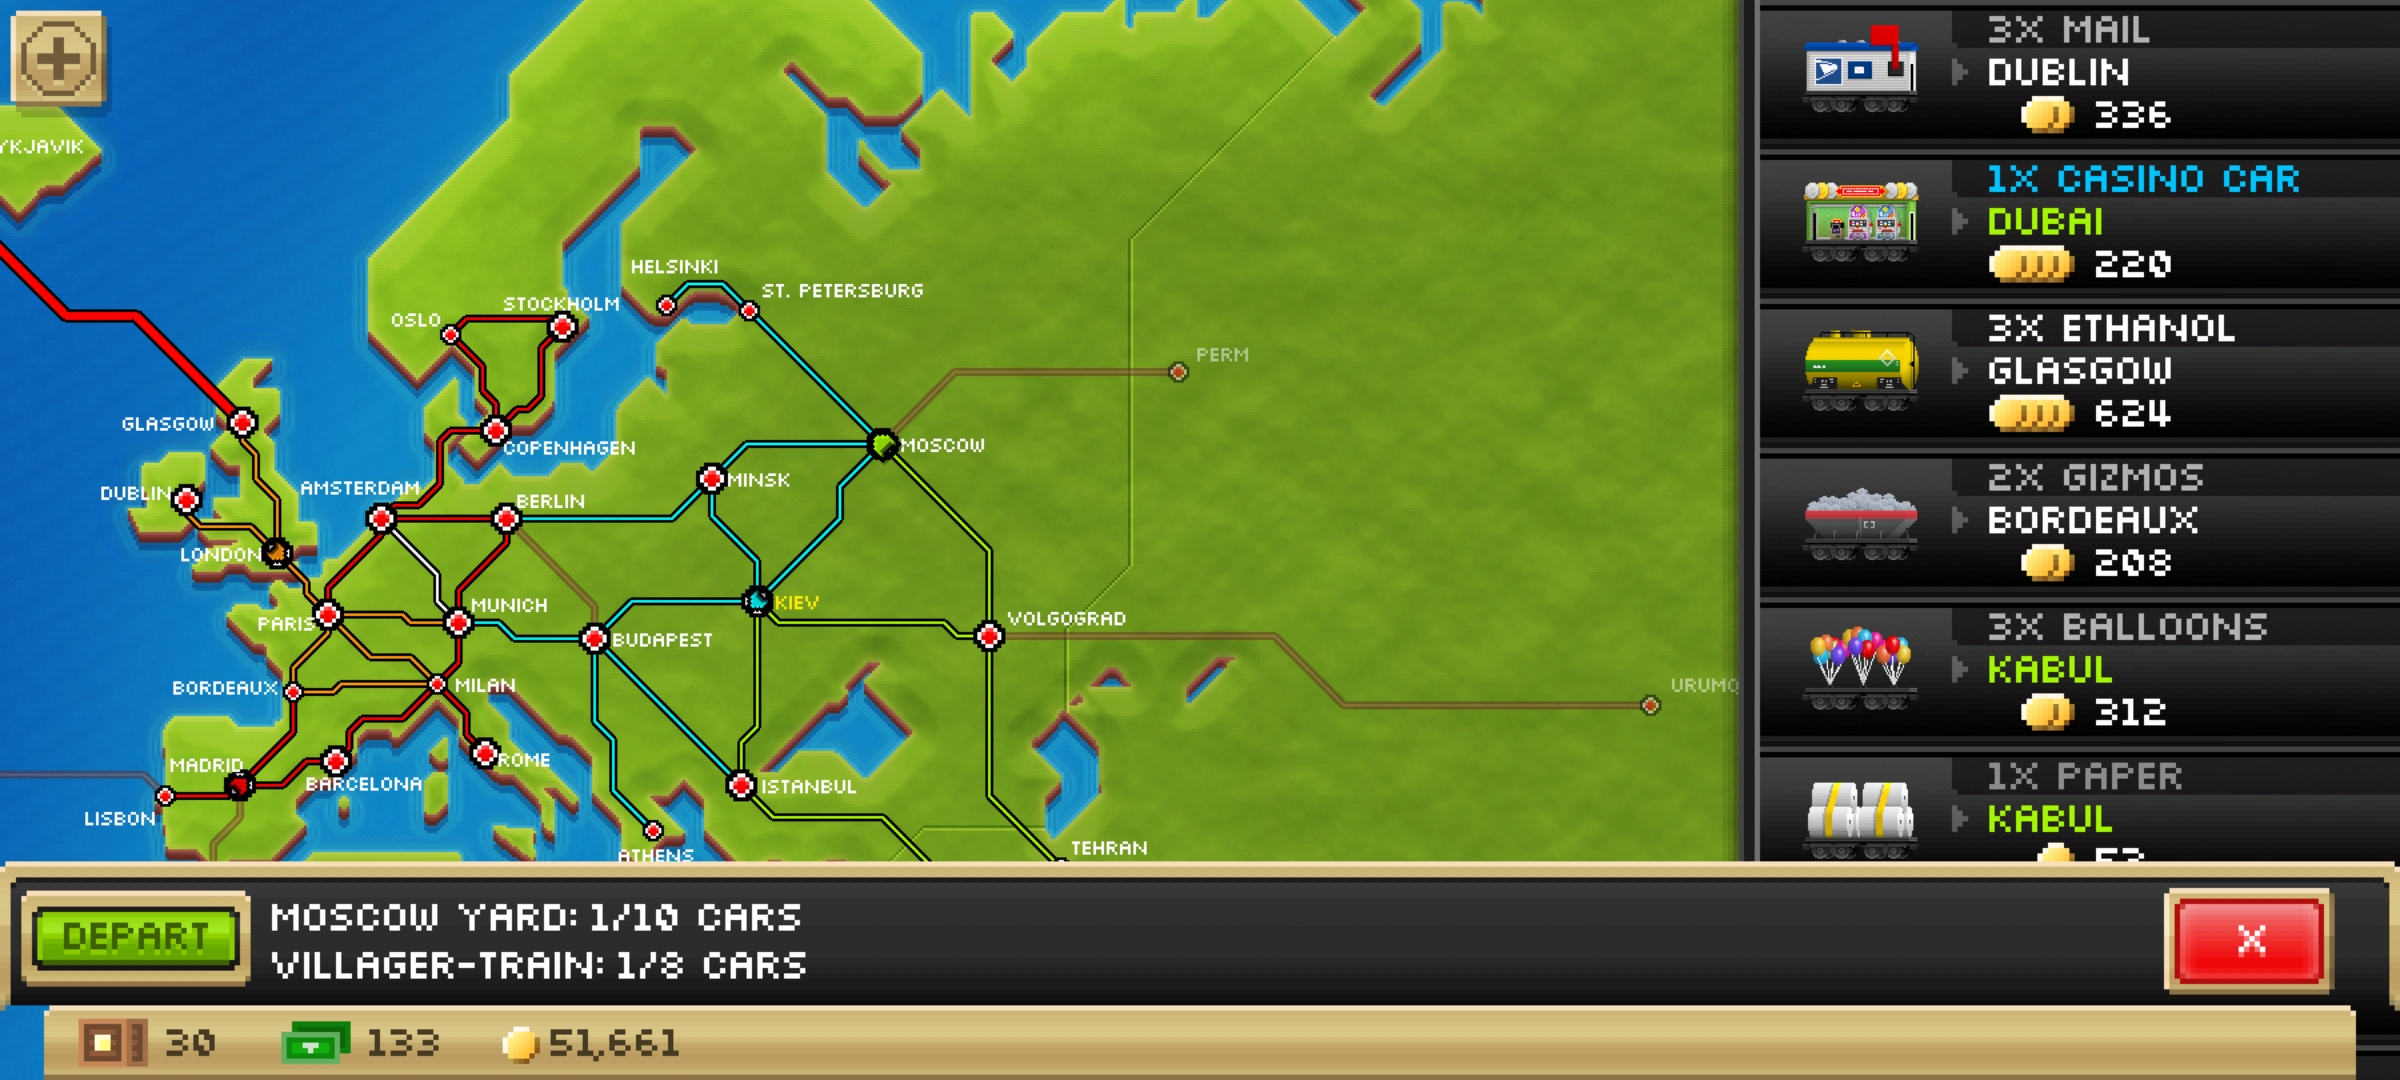 YKJAVIK
HELSINKI
ST. PETERSBURG
STOCKHOLM
OSLO
PERM
GLASGOW
COPENHAGEN
MOSCOW
MINSK
AMSTERDAM
DUBLIN
BERLIN
LONDON
KIEV
MUNICH
PARIS
VOLGOGRAD
BUDAPEST
BORDEAUX
MILAN
URUMQ
MADRID
ROME
BARCELONA
ISTANBUL
LISBON
TEHRAN
ATHENS
3X MAIL
DUBLIN
336
1X CASINO CAR
DUBAI
220
3X ETHANOL
GLASGOW
624
2X GIZMOS
BORDEAUX
208
3X BALLOONS
KABUL
312
1X PAPER
KABUL
DEPART
MOSCOW YARD: 1/10 CARS
VILLAGER-TRAIN: 1/8 CARS
X
30
133
51,661